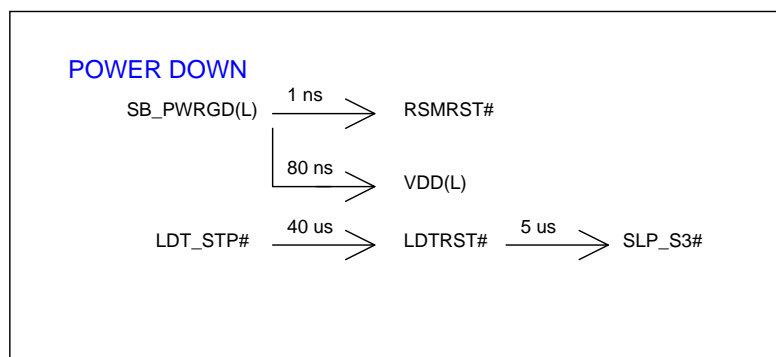 POWER DOWN
1 ns
SB_PWRGD(L) RSMRST#
80 ns
VDD(L)
40 us 5 us
LDT_STP# LDTRST# SLP_S3#